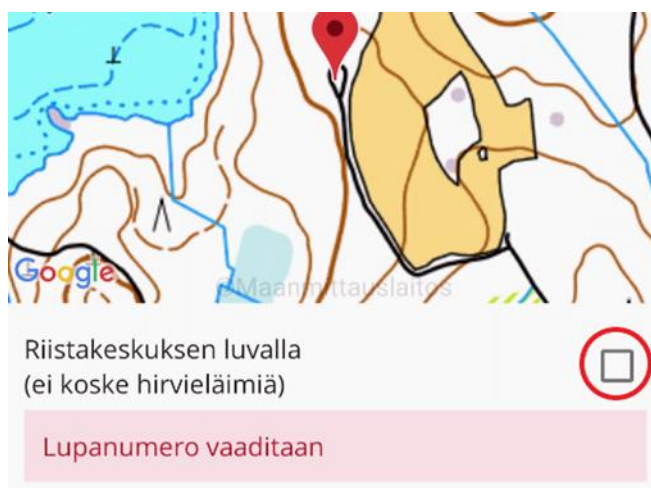 Google
©Maanmittauslaitos
Riistakeskuksen luvalla
(ei koske hirvieläimiä)
Lupanumero vaaditaan